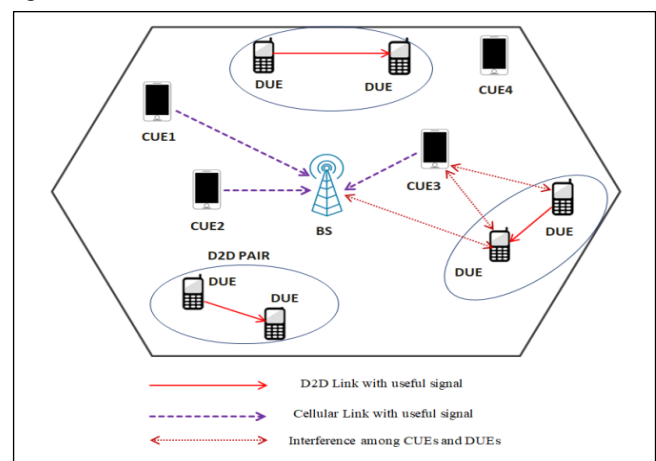 DUE
DUE
CUE4
CUE1
CUE3
CUE2
BS
DUE
DUE
D2D PAIR
DUE
DUE
D2D Link with useful signal
Cellular Link with useful signal
Interference among CUEs and DUEs